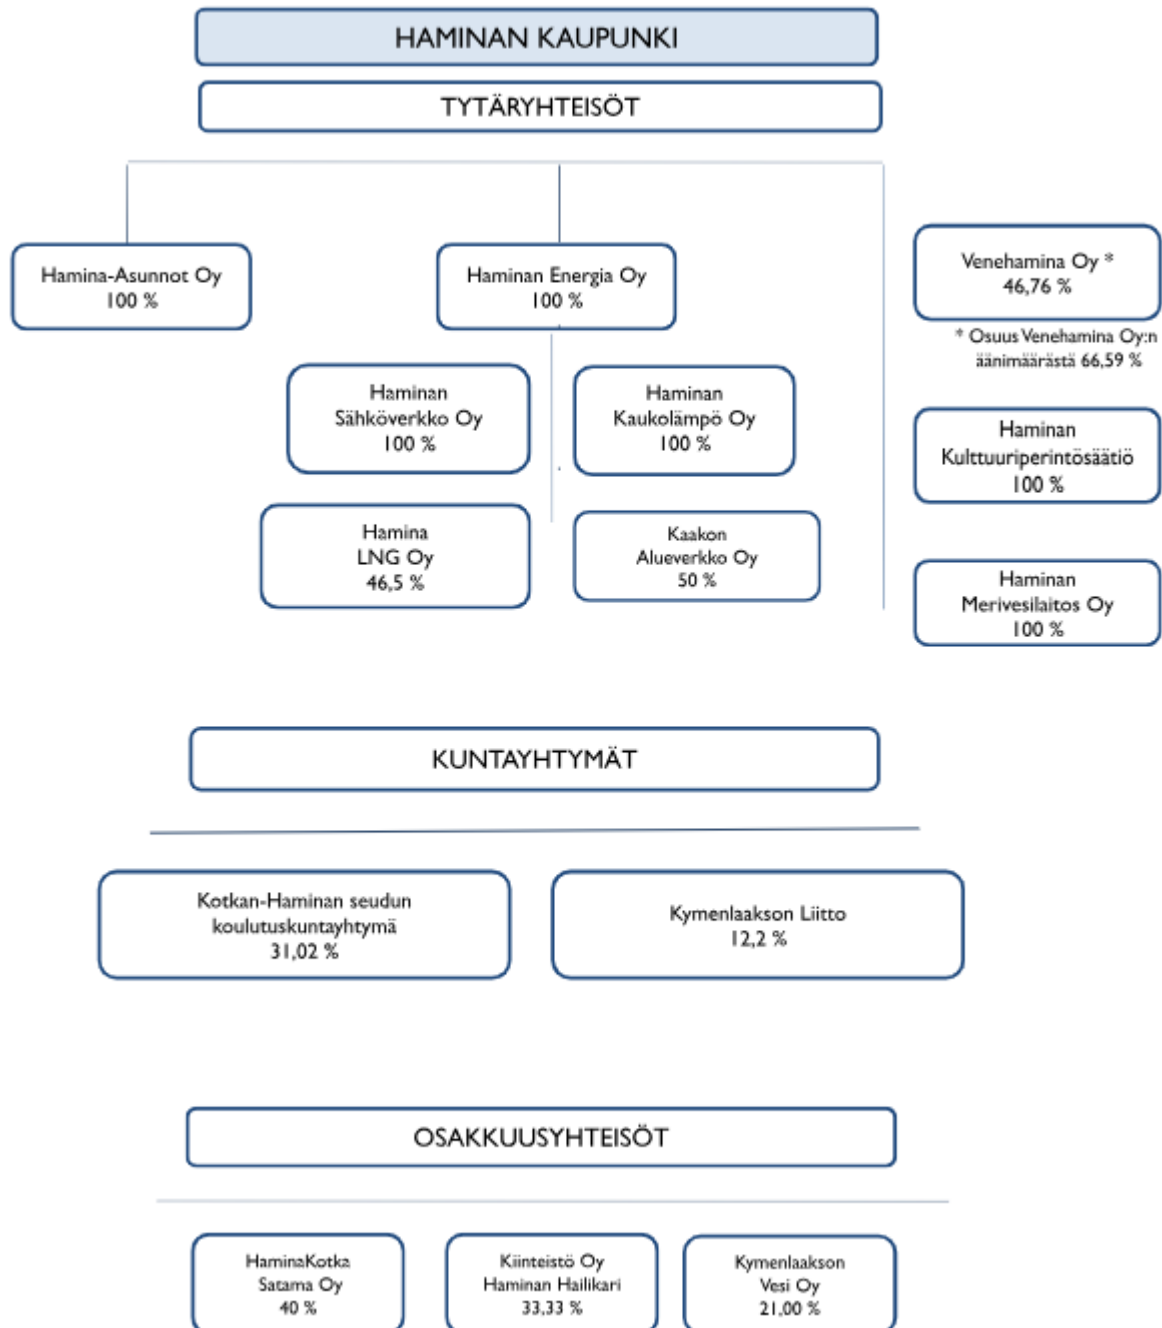 HAMINAN KAUPUNKI
TYTÄRYHTEISÖT
Hamina-Asunnot Oy
100 %
Haminan Energia Oy
100 %
Venehamina Oy *
46,76 %
* Osuus Venehamina Oy:n
äänimäärästä 66,59 %
Haminan
Sähköverkko Oy
100 %
Haminan
Kaukolämpö Oy
100 %
Haminan
Kulttuuriperintösäätiö
100 %
Hamina
LNG Oy
46,5 %
Kaakon
Alueverkko Oy
50 %
Haminan
Merivesilaitos Oy
100 %
KUNTAYHTYMÄT
Kotkan-Haminan seudun
koulutuskuntayhtymä
31,02 %
Kymenlaakson Liitto
12,2 %
OSAKKUUSYHTEISÖT
HaminaKotka
Satama Oy
40 %
Kiinteistö Oy
Haminan Hailikari
33,33 %
Kymenlaakson
Vesi Oy
21,00 %